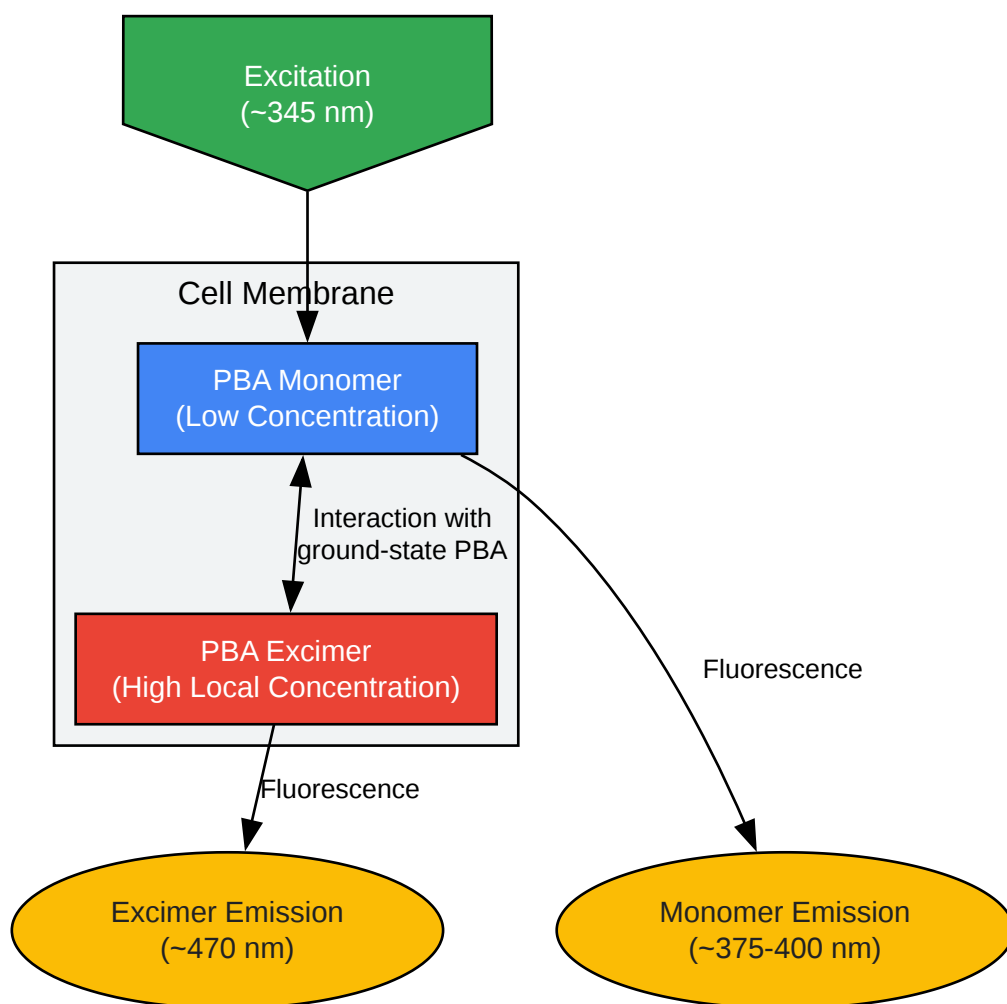 Excitation
(~345 nm)
Cell Membrane
PBA Monomer
(Low Concentration)
Interaction with
ground-state PBA
PBA Excimer
(High Local Concentration)
Fluorescence
Fluorescence
Excimer Emission
(~470 nm)
Monomer Emission
(~375-400 nm)